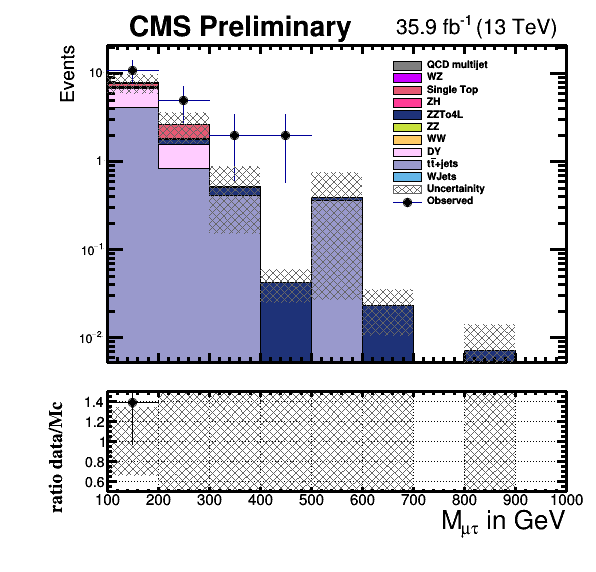 CMS Preliminary 35.9 fb⁻¹ (13 TeV)
Events
10
1
10⁻¹
10⁻²
QCD multijet
WZ
Single Top
ZH
ZZTo4L
ZZ
WW
DY
tt̄+jets
WJets
Uncertainity
Observed
ratio data/Mc
1.4
1.2
1
0.8
0.6
100 200 300 400 500 600 700 800 900 1000
M_μτ in GeV